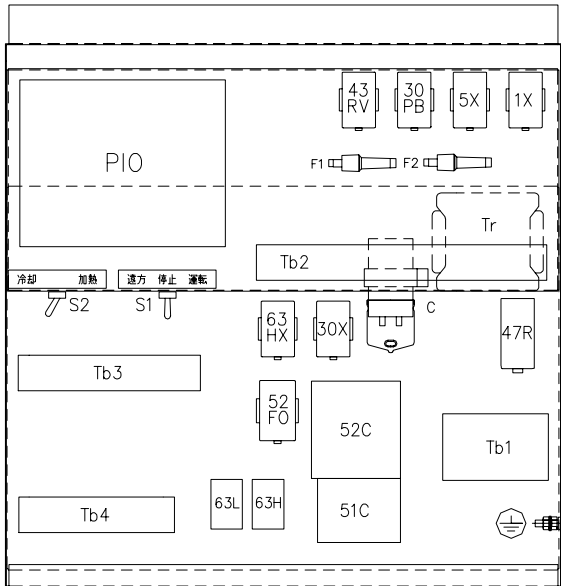 43
RV
30
PB
5X
1X
PIO
F1
F2
Tr
Tb2
冷却 加熱
遠方 停止 運転
S2
S1
C
63
HX
30X
47R
Tb3
52
FO
52C
Tb1
63L
63H
51C
Tb4